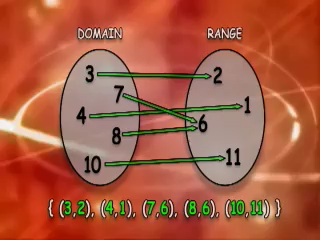 DOMAIN RANGE
3 2
7
4 1
8 6
10 11
{ (3,2), (4,1), (7,6), (8,6), (10,11) }